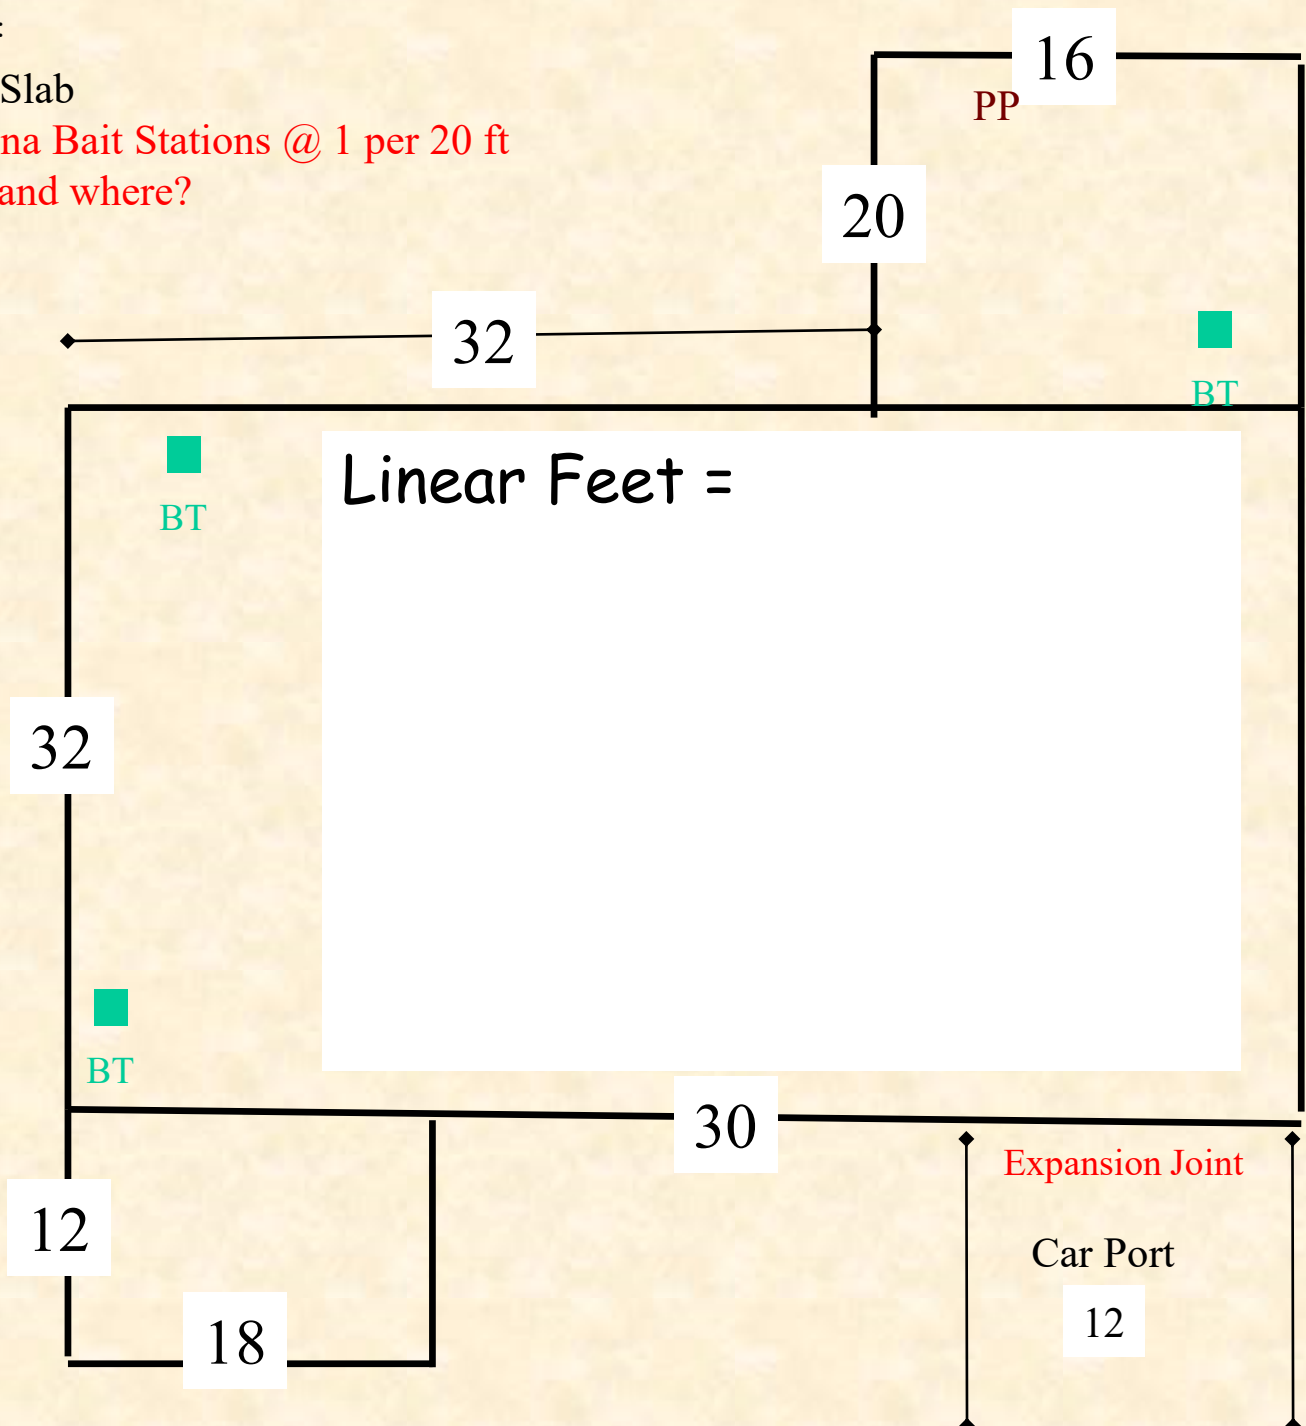 :
Slab
na Bait Stations @ 1 per 20 ft
and where?
16
PP
20
32
BT
Linear Feet =
BT
32
BT
30
Expansion Joint
12
Car Port
12
18